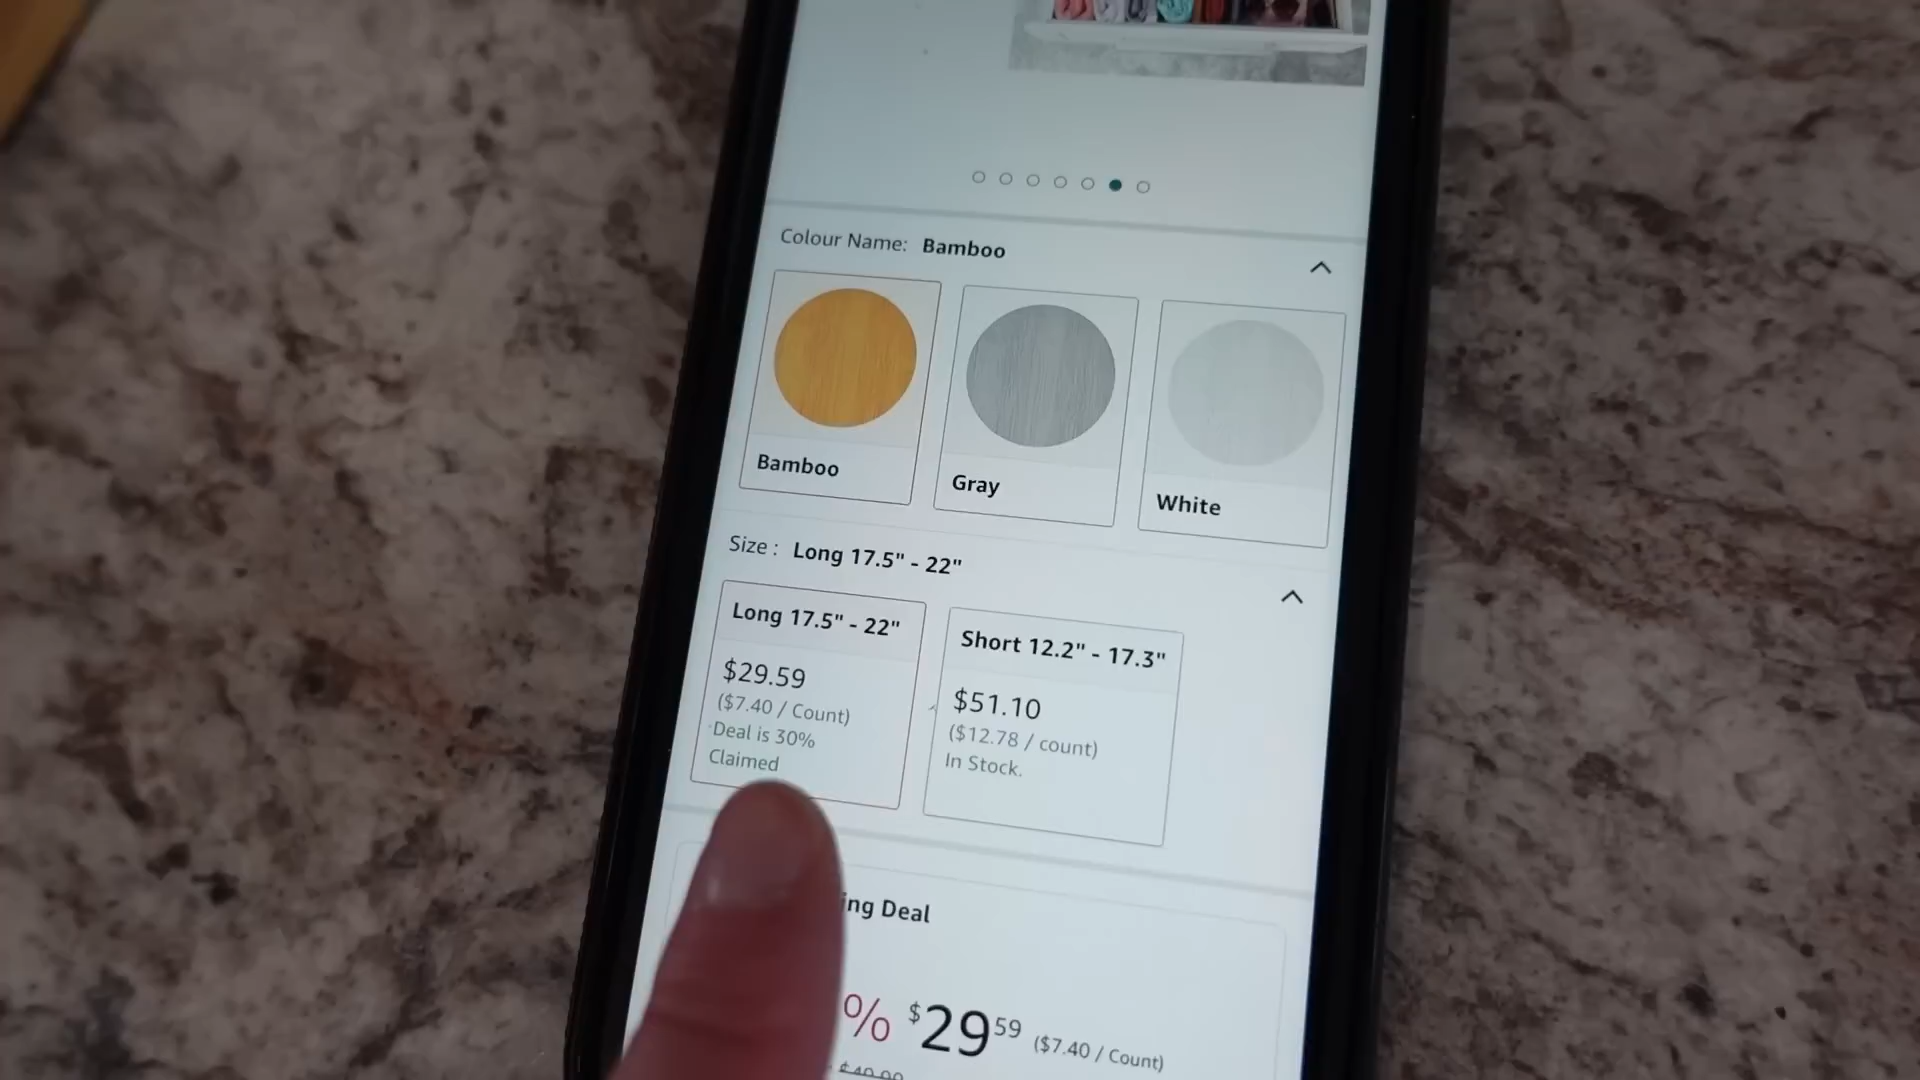 Colour Name: Bamboo
Bamboo
Gray
White
Size : Long 17.5" - 22"
Long 17.5" - 22"
$29.59
($7.40 / Count)
Deal is 30%
Claimed
Short 12.2" - 17.3"
$51.10
($12.78 / count)
In Stock.
ing Deal
% $29 59 ($7.40 / Count)